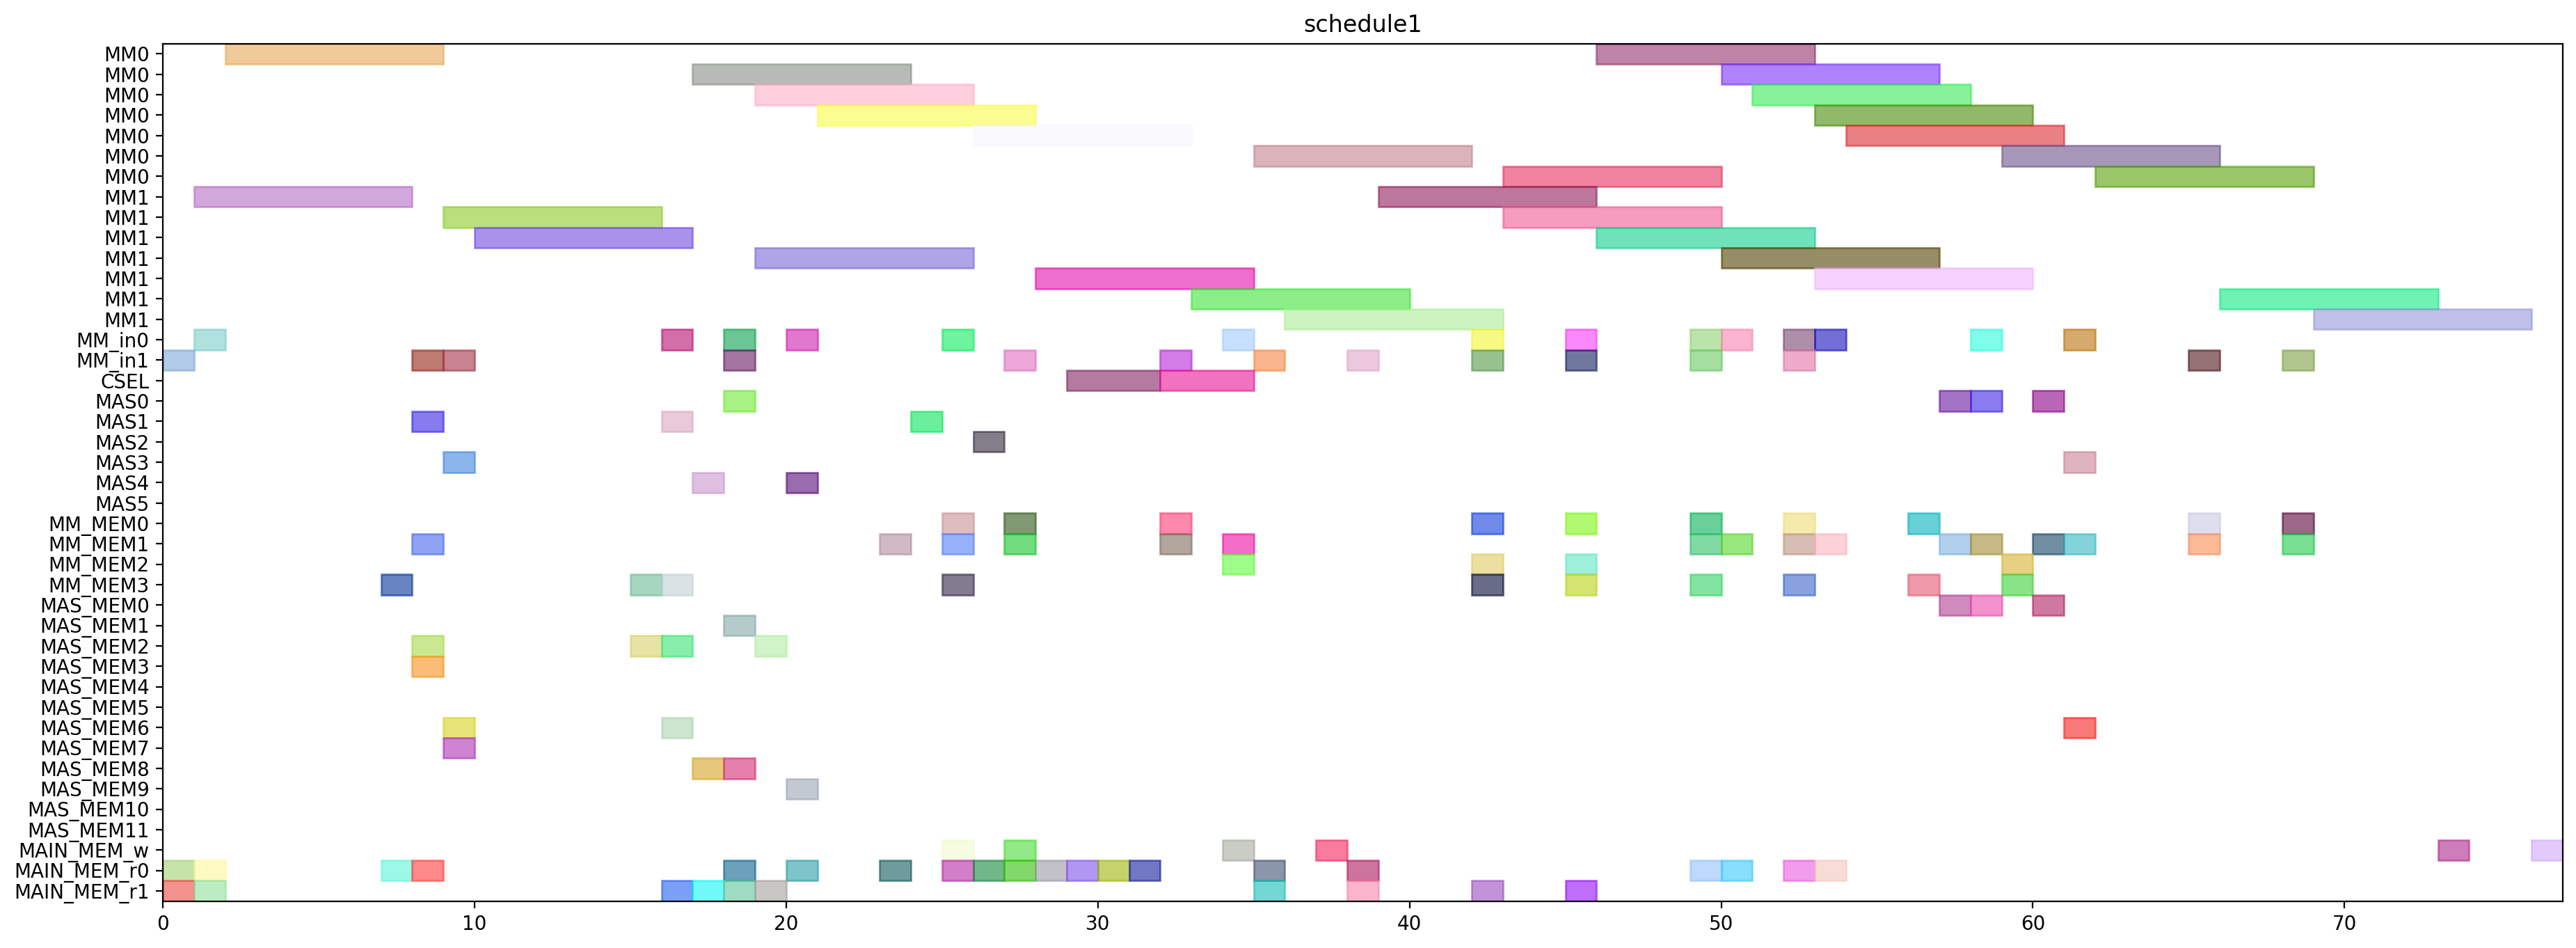 schedule1
MM0
MM0
MM0
MM0
MM0
MM0
MM0
MM1
MM1
MM1
MM1
MM1
MM1
MM1
MM_in0
MM_in1
CSEL
MAS0
MAS1
MAS2
MAS3
MAS4
MAS5
MM_MEM0
MM_MEM1
MM_MEM2
MM_MEM3
MAS_MEM0
MAS_MEM1
MAS_MEM2
MAS_MEM3
MAS_MEM4
MAS_MEM5
MAS_MEM6
MAS_MEM7
MAS_MEM8
MAS_MEM9
MAS_MEM10
MAS_MEM11
MAIN_MEM_w
MAIN_MEM_r0
MAIN_MEM_r1
0 10 20 30 40 50 60 70